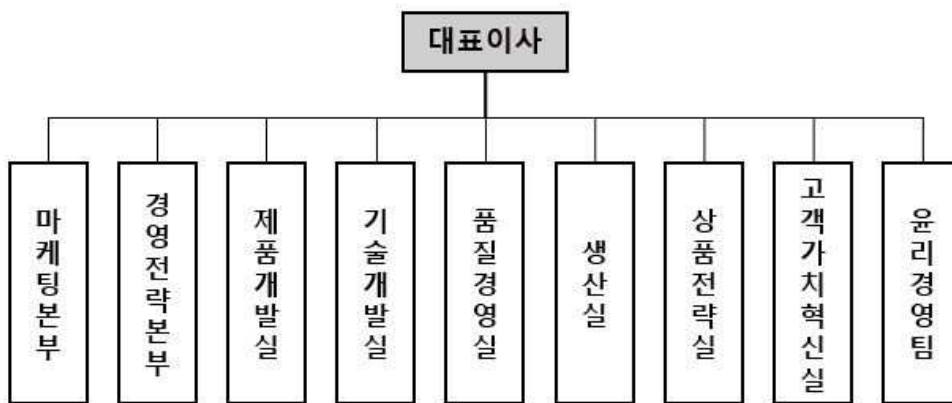 대표이사
마케팅본부
경영전략본부
제품개발실
기술개발실
품질경영실
생산실
상품전략실
고객가치혁신실
윤리경영팀